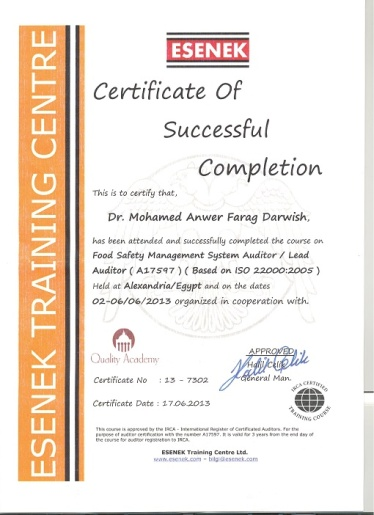 ESENEK TRAINING CENTRE
ESENEK
Certificate Of
Successful
Completion
This is to certify that,
Dr. Mohamed Anwer Farag Darwish,
has been attended and successfully completed the course on
Food Safety Management System Auditor / Lead
Auditor ( A17597 ) ( Based on ISO 22000:2005 )
Held at Alexandria/Egypt and on the dates
02-06/06/2013 organized in cooperation with.
Quality Academy
APPROVED
Halil Celik
General Man.
Certificate No : 13 - 7302
Certificate Date : 17.06.2013
IRCA CERTIFIED
TRAINING COURSE
This course is approved by the IRCA - International Register of Certificated Auditors. For the
purpose of auditor certification with the number A17597. It is valid for 3 years from the end day of
the course for auditor registration to IRCA.
ESENEK Training Centre Ltd.
www.esenek.com - bilgi@esenek.com